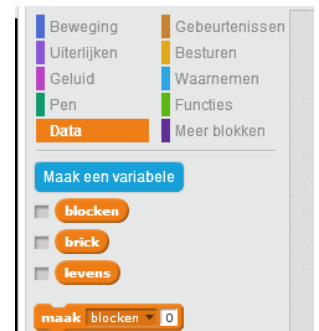 Beweging Gebeurtenissen
Uiterlijken Besturen
Geluid Waarnemen
Pen Functies
Data Meer blokken
Maak een variabele
blocken
brick
levens
maak blocken 0